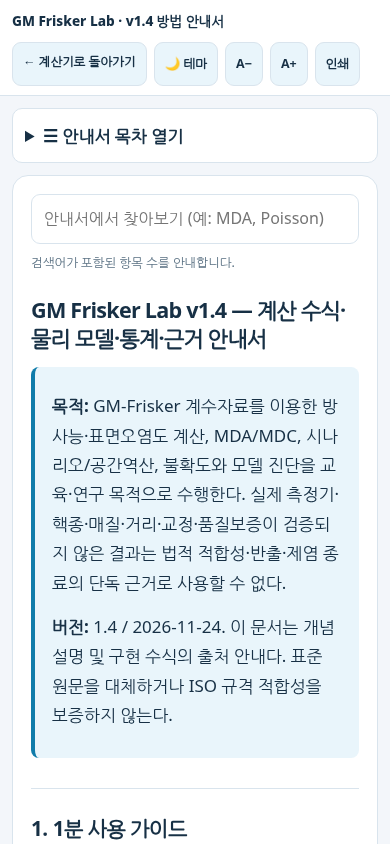 GM Frisker Lab · v1.4 방법 안내서
← 계산기로 돌아가기
🌙 테마
A−
A+
인쇄
▶ ☰ 안내서 목차 열기
안내서에서 찾아보기 (예: MDA, Poisson)
검색어가 포함된 항목 수를 안내합니다.
GM Frisker Lab v1.4 — 계산 수식·
물리 모델·통계·근거 안내서
목적: GM-Frisker 계수자료를 이용한 방
사능·표면오염도 계산, MDA/MDC, 시나
리오/공간역산, 불확도와 모델 진단을 교
육·연구 목적으로 수행한다. 실제 측정기·
핵종·매질·거리·교정·품질보증이 검증되
지 않은 결과는 법적 적합성·반출·제염 종
료의 단독 근거로 사용할 수 없다.
버전: 1.4 / 2026-11-24. 이 문서는 개념
설명 및 구현 수식의 출처 안내다. 표준
원문을 대체하거나 ISO 규격 적합성을
보증하지 않는다.
1. 1분 사용 가이드